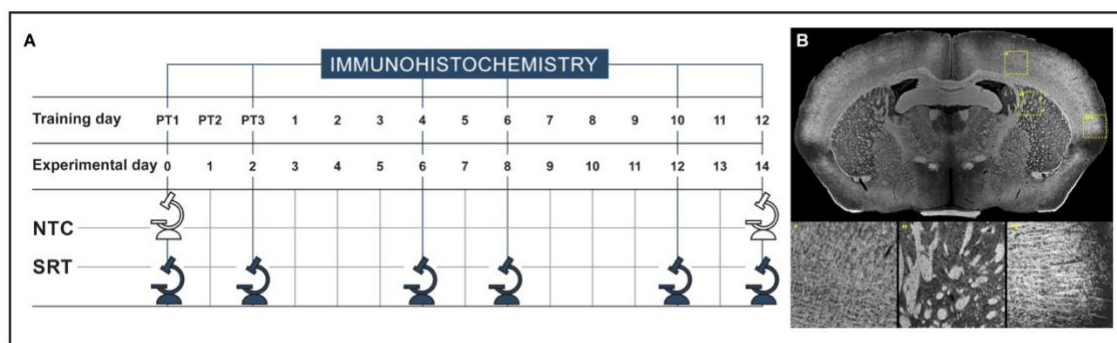 A
B
IMMUNOHISTOCHEMISTRY
Training day PT1 PT2 PT3 1 2 3 4 5 6 7 8 9 10 11 12
Experimental day 0 1 2 3 4 5 6 7 8 9 10 11 12 13 14
NTC
SRT